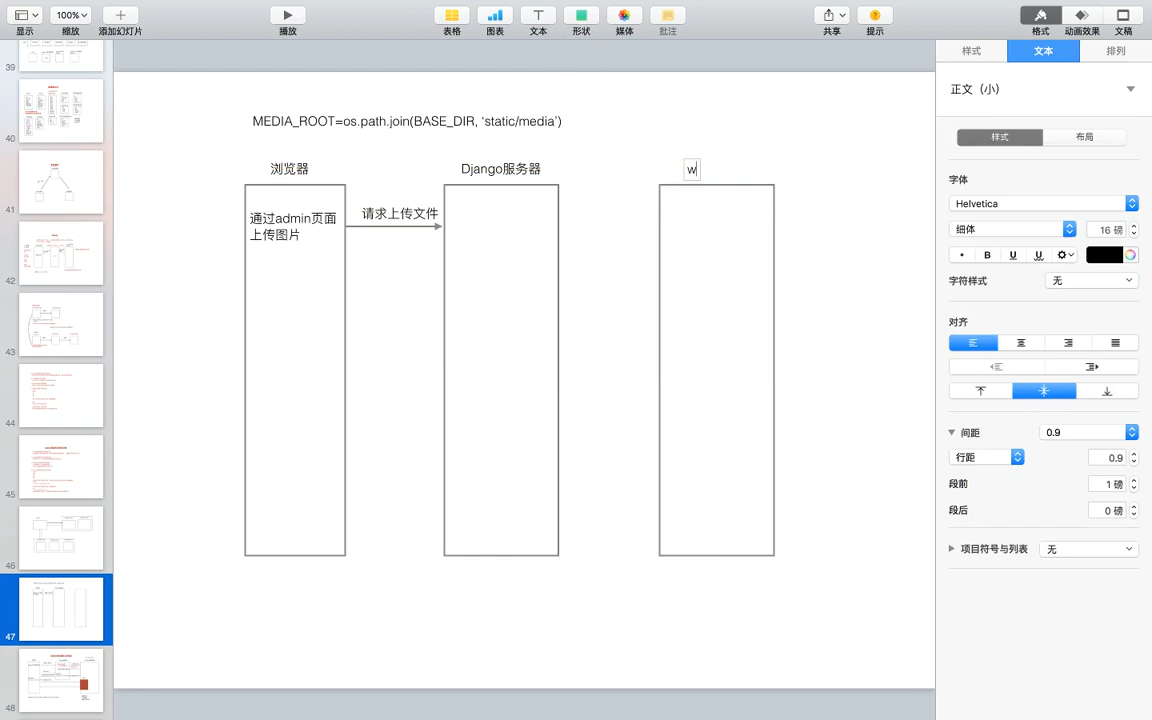 100%
显示
缩放
添加幻灯片
播放
表格
图表
文本
形状
媒体
批注
共享
提示
格式
动画效果
文稿
样式
文本
排列
正文（小）
样式
布局
字体
Helvetica
细体
16 磅
B
U
U
字符样式
无
对齐
间距
0.9
行距
0.9
段前
1 磅
段后
0 磅
项目符号与列表
无
39
40
41
42
43
44
45
46
47
48
MEDIA_ROOT=os.path.join(BASE_DIR, ‘static/media’)
浏览器
Django服务器
w
通过admin页面
上传图片
请求上传文件